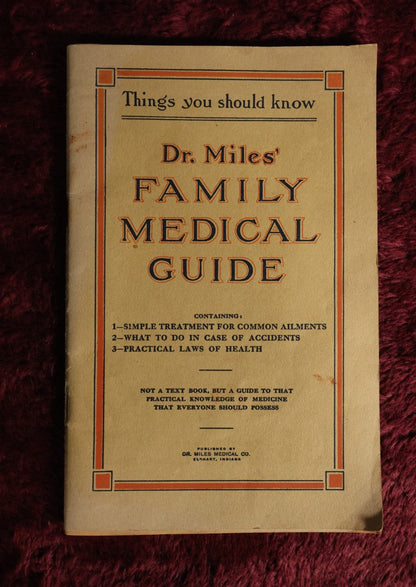 Things you should know
Dr. Miles'
FAMILY
MEDICAL
GUIDE
CONTAINING:
1—SIMPLE TREATMENT FOR COMMON AILMENTS
2—WHAT TO DO IN CASE OF ACCIDENTS
3—PRACTICAL LAWS OF HEALTH
NOT A TEXT BOOK, BUT A GUIDE TO THAT
PRACTICAL KNOWLEDGE OF MEDICINE
THAT EVERYONE SHOULD POSSESS
PUBLISHED BY
DR. MILES MEDICAL CO.
ELKHART, INDIANA